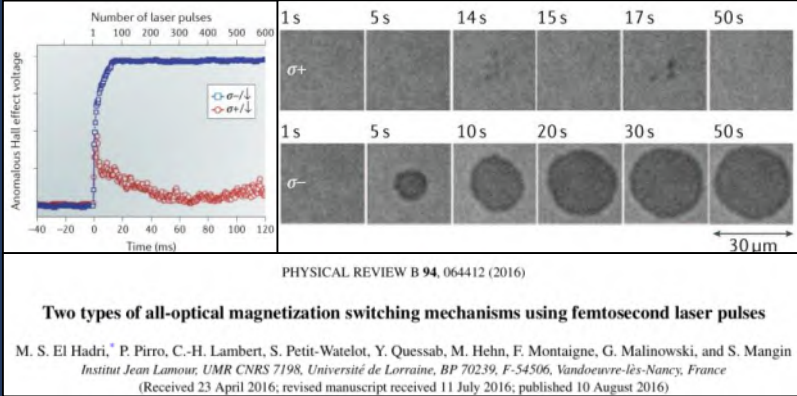 Number of laser pulses
1 100 200 300 400 500 600
Anomalous Hall effect voltage
σ−/↓
σ+/↓
−40 −20 0 20 40 60 80 100 120
Time (ms)
1 s 5 s 14 s 15 s 17 s 50 s
σ+
1 s 5 s 10 s 20 s 30 s 50 s
σ−
30 μm
PHYSICAL REVIEW B 94, 064412 (2016)
Two types of all-optical magnetization switching mechanisms using femtosecond laser pulses
M. S. El Hadri,* P. Pirro, C.-H. Lambert, S. Petit-Watelot, Y. Quessab, M. Hehn, F. Montaigne, G. Malinowski, and S. Mangin
Institut Jean Lamour, UMR CNRS 7198, Université de Lorraine, BP 70239, F-54506, Vandoeuvre-lès-Nancy, France
(Received 23 April 2016; revised manuscript received 11 July 2016; published 10 August 2016)